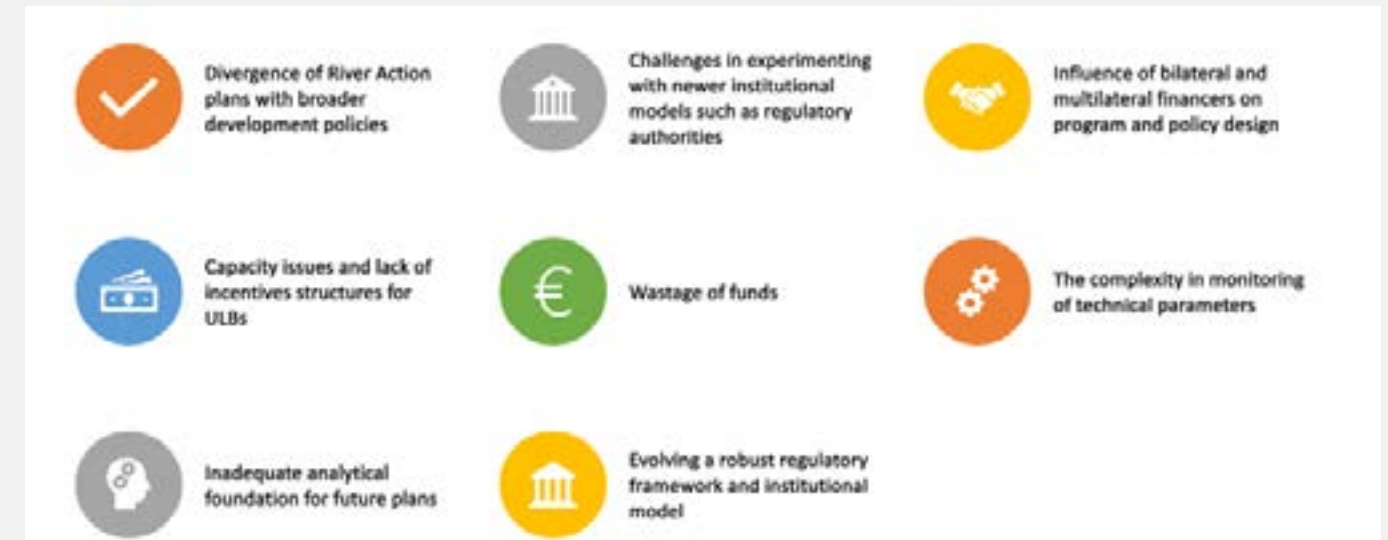 Divergence of River Action
plans with broader
development policies
Challenges in experimenting
with newer institutional
models such as regulatory
authorities
Influence of bilateral and
multilateral financers on
program and policy design
Capacity issues and lack of
incentives structures for
ULBs
€
Wastage of funds
The complexity in monitoring
of technical parameters
Inadequate analytical
foundation for future plans
Evolving a robust regulatory
framework and institutional
model